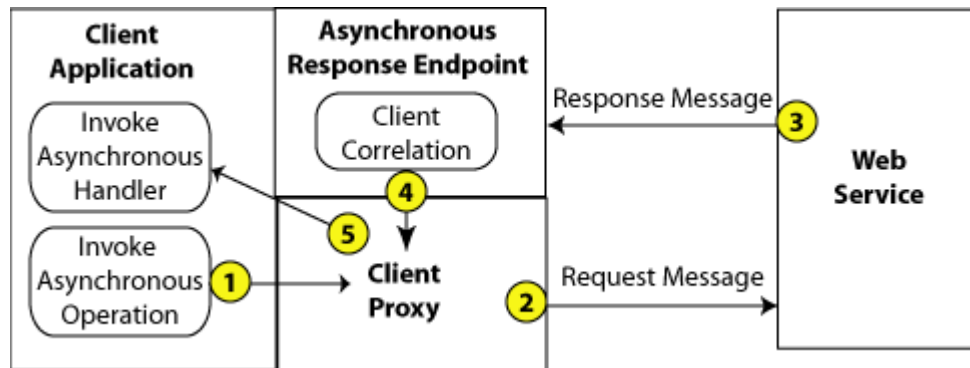 Client
Application
Invoke
Asynchronous
Handler
Invoke
Asynchronous
Operation
1
Asynchronous
Response Endpoint
Client
Correlation
4
5
Client
Proxy
2
Response Message
3
Request Message
Web
Service